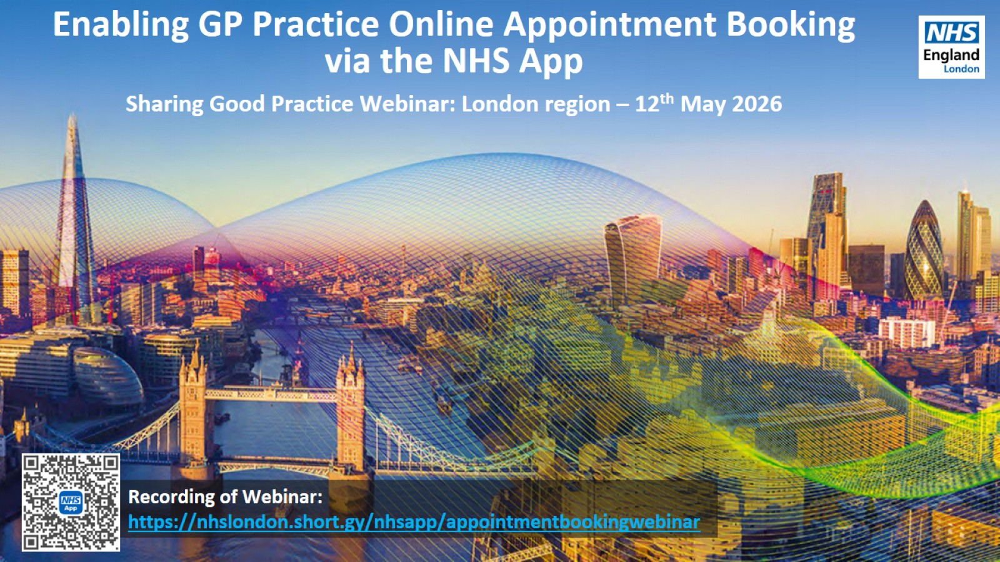 Enabling GP Practice Online Appointment Booking
via the NHS App
NHS
England
London
Sharing Good Practice Webinar: London region – 12th May 2026
NHS
App
Recording of Webinar:
https://nhslondon.short.gy/nhsapp/appointmentbookingwebinar